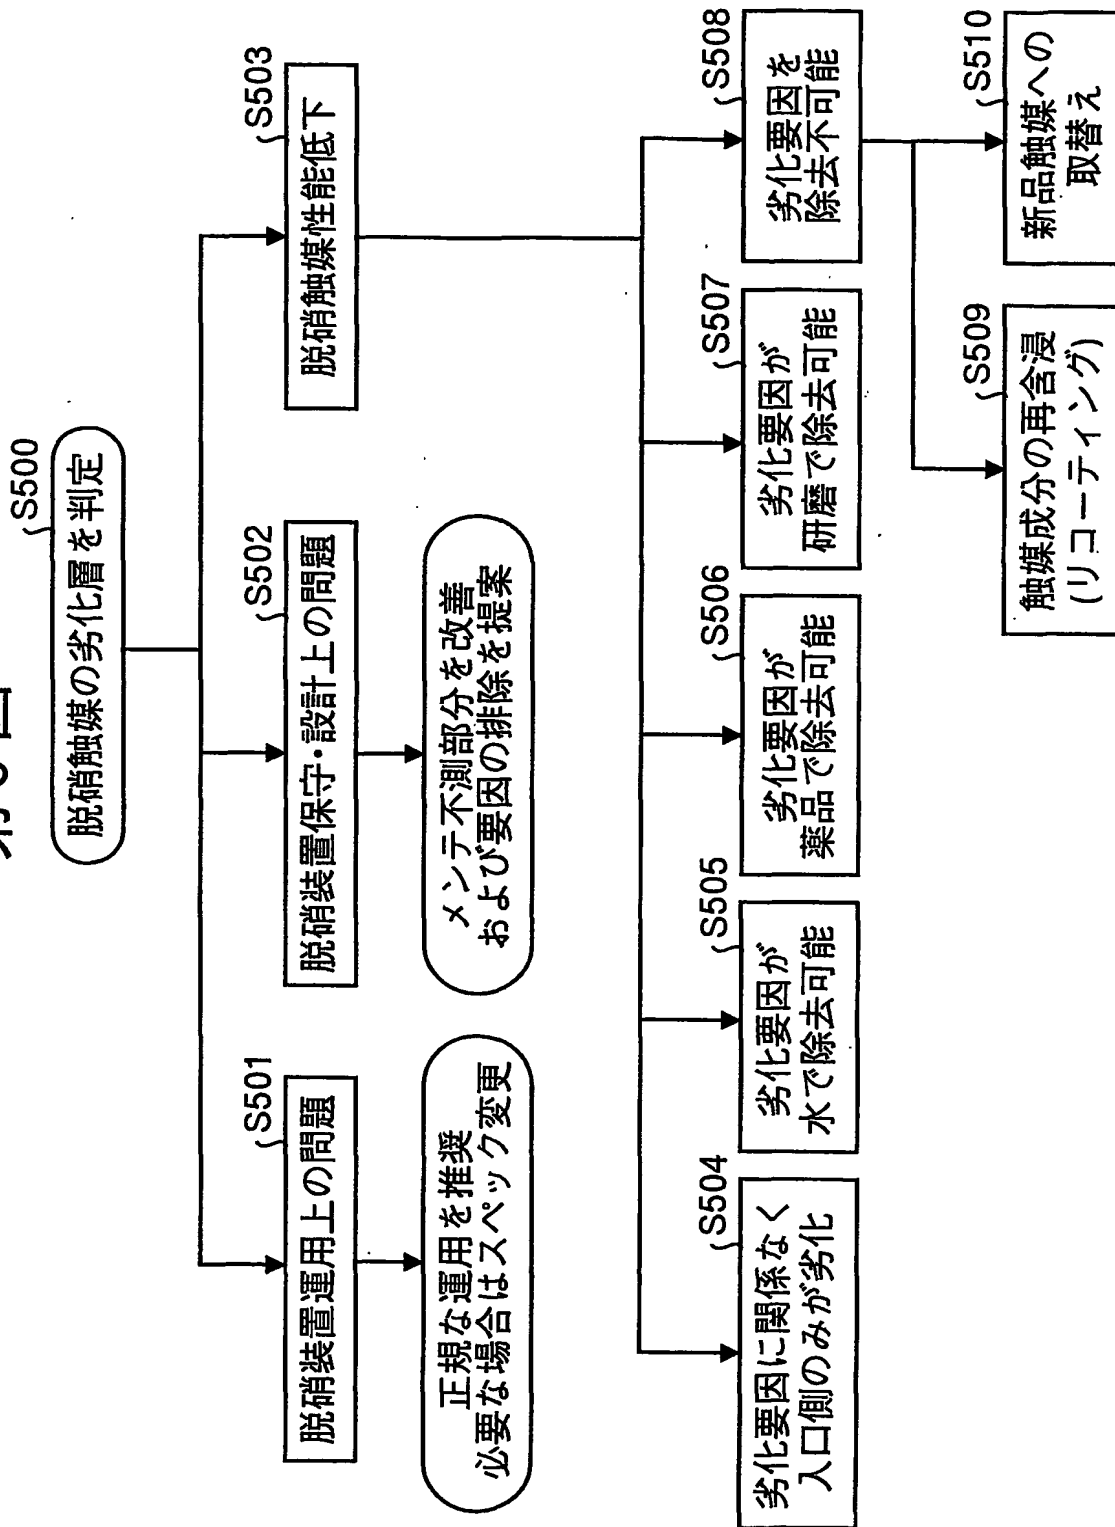 S500
脱硝触媒の劣化層を判定
S501
脱硝装置運用上の問題
正規な運用を推奨
必要な場合はスペック変更
S502
脱硝装置保守・設計上の問題
メンテ不測部分を改善
および要因の排除を提案
S503
脱硝触媒性能低下
S504
劣化要因に関係なく
入口側のみが劣化
S505
劣化要因が
水で除去可能
S506
劣化要因が
薬品で除去可能
S507
劣化要因が
研磨で除去可能
S508
劣化要因を
除去不可能
S509
触媒成分の再含浸
(リコーティング)
S510
新品触媒への
取替え